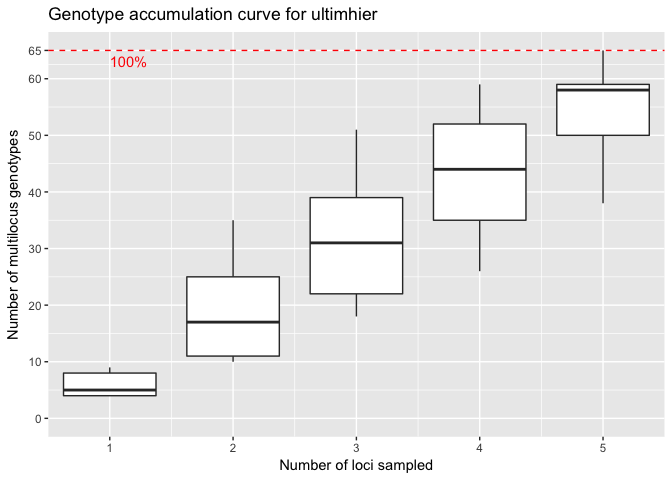 Genotype accumulation curve for ultimhier
Number of multilocus genotypes
65
60
50
40
30
20
10
0
100%
1 2 3 4 5
Number of loci sampled